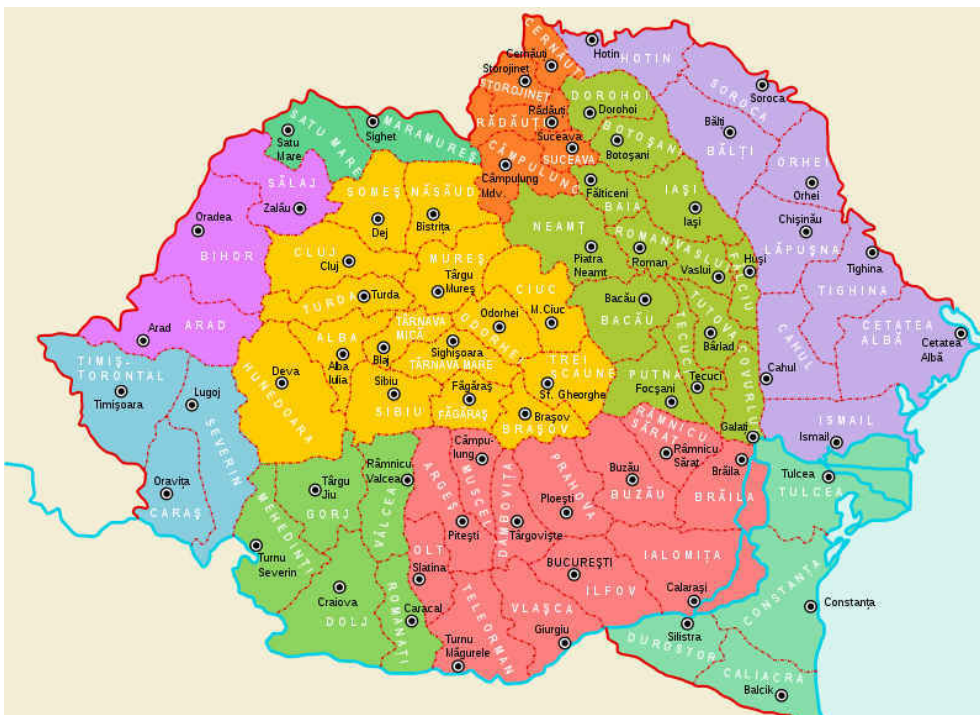 CERNĂUȚI
Cernăuți
Storojineț
STOROJINEȚ
Hotin
HOTIN
SOROCA
Soroca
DOROHOI
Dorohoi
RĂDĂUȚI
Rădăuți
Suceava
SUCEAVA
BOTOȘANI
Botoșani
Bălți
BĂLȚI
ORHEI
Orhei
SATU MARE
Satu
Mare
MARAMUREȘ
Sighet
CÂMPULUNG
Câmpulung
Mdv.
Fălticeni
BAIA
IAȘI
Iași
SĂLAJ
Zalău
SOMEȘ
Dej
NĂSĂUD
Bistrița
Oradea
BIHOR
NEAMȚ
Piatra
Neamț
ROMAN
Roman
VASLUI
Vaslui
FĂLCIU
Huși
Chișinău
LĂPUȘNA
Tighina
TIGHINA
CLUJ
Cluj
MUREȘ
Târgu
Mureș
CIUC
M.Ciuc
TURDA
Turda
Odorhei
ODORHEI
Bacău
BACĂU
TUTOVA
Bârlad
CETATEA
ALBĂ
Cetatea
Albă
Arad
ARAD
ALBA
Alba
Iulia
TÂRNAVA
MICĂ
Blaj
Sighișoara
TÂRNAVA MARE
TREI
SCAUNE
Sf. Gheorghe
TECUCI
Tecuci
COVURLUI
CAHUL
Cahul
TIMIȘ-
TORONTAL
Timișoara
Lugoj
SEVERIN
HUNEDOARA
Deva
Sibiu
SIBIU
Făgăraș
FĂGĂRAȘ
Brașov
BRAȘOV
PUTNA
Focșani
Galați
ISMAIL
Ismail
Oravița
CARAȘ
RÂMNICU
SĂRAT
Râmnicu
Sărat
Brăila
BRĂILA
Tulcea
TULCEA
MEHEDINȚI
Turnu
Severin
Târgu
Jiu
GORJ
Râmnicu
Valcea
VÂLCEA
ARGEȘ
Câmpu-
lung
MUSCEL
Pitești
DAMBOVIȚA
Târgoviște
PRAHOVA
Ploești
Buzău
BUZĂU
Craiova
DOLJ
ROMANAȚI
Caracal
OLT
Slatina
TELEORMAN
Turnu
Măgurele
VLAȘCA
Giurgiu
BUCUREȘTI
ILFOV
IALOMIȚA
Calarași
CONSTANȚA
Constanța
Silistra
DUROSTOR
CALIACRA
Balcik